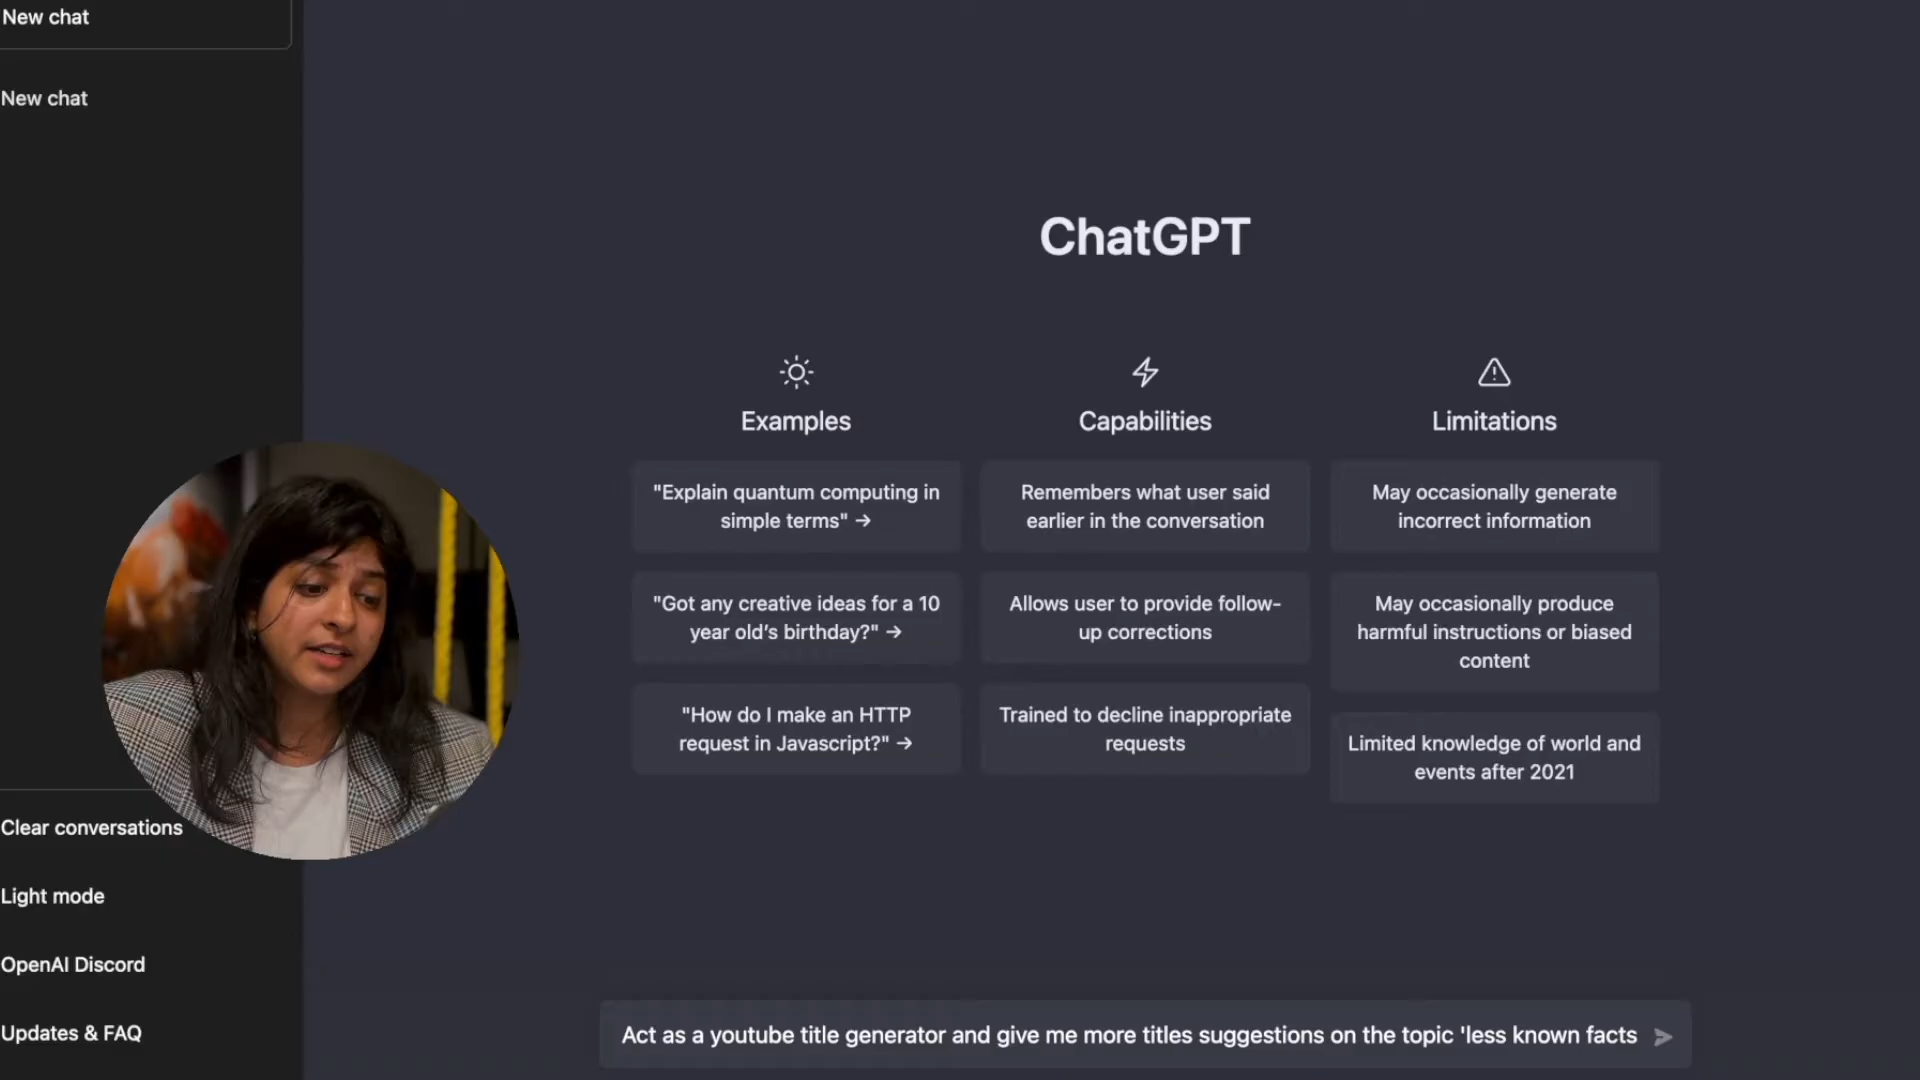 New chat
New chat
Clear conversations
Light mode
OpenAI Discord
Updates & FAQ
ChatGPT
Examples
"Explain quantum computing in
simple terms" →
"Got any creative ideas for a 10
year old's birthday?" →
"How do I make an HTTP
request in Javascript?" →
Capabilities
Remembers what user said
earlier in the conversation
Allows user to provide follow-
up corrections
Trained to decline inappropriate
requests
Limitations
May occasionally generate
incorrect information
May occasionally produce
harmful instructions or biased
content
Limited knowledge of world and
events after 2021
Act as a youtube title generator and give me more titles suggestions on the topic 'less known facts